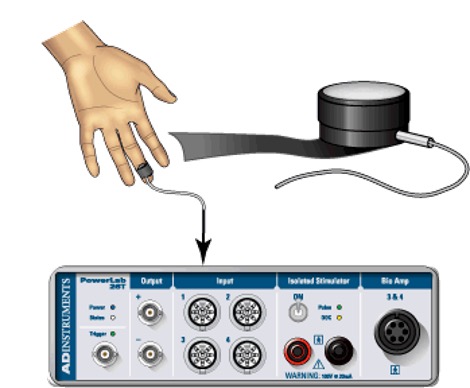 ADINSTRUMENTS
PowerLab
26T
Power
Status
Trigger
Output
+
-
Input
1
2
3
4
Isolated Stimulator
ON
Pulse
OOC
WARNING: 100V ⎓ 20mA
Bio Amp
3 & 4